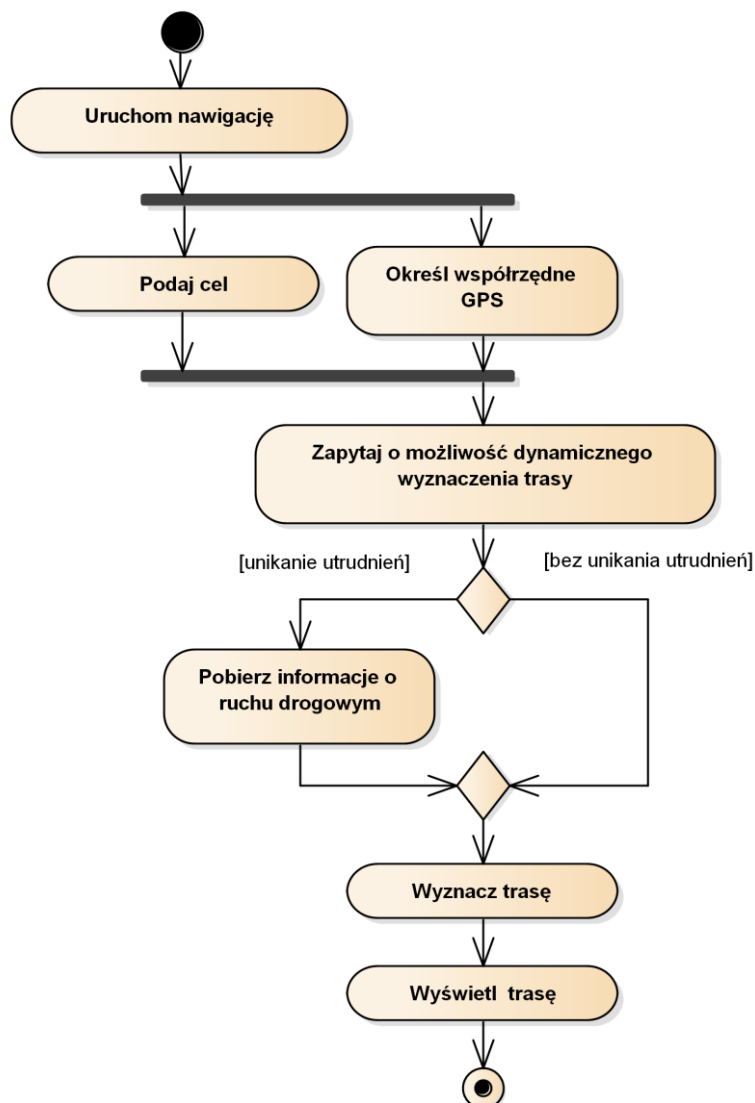 Uruchom nawigację
Podaj cel
Określ współrzędne
GPS
Zapytaj o możliwość dynamicznego
wyznaczenia trasy
[unikanie utrudnień]
[bez unikania utrudnień]
Pobierz informacje o
ruchu drogowym
Wyznacz trasę
Wyświetl trasę